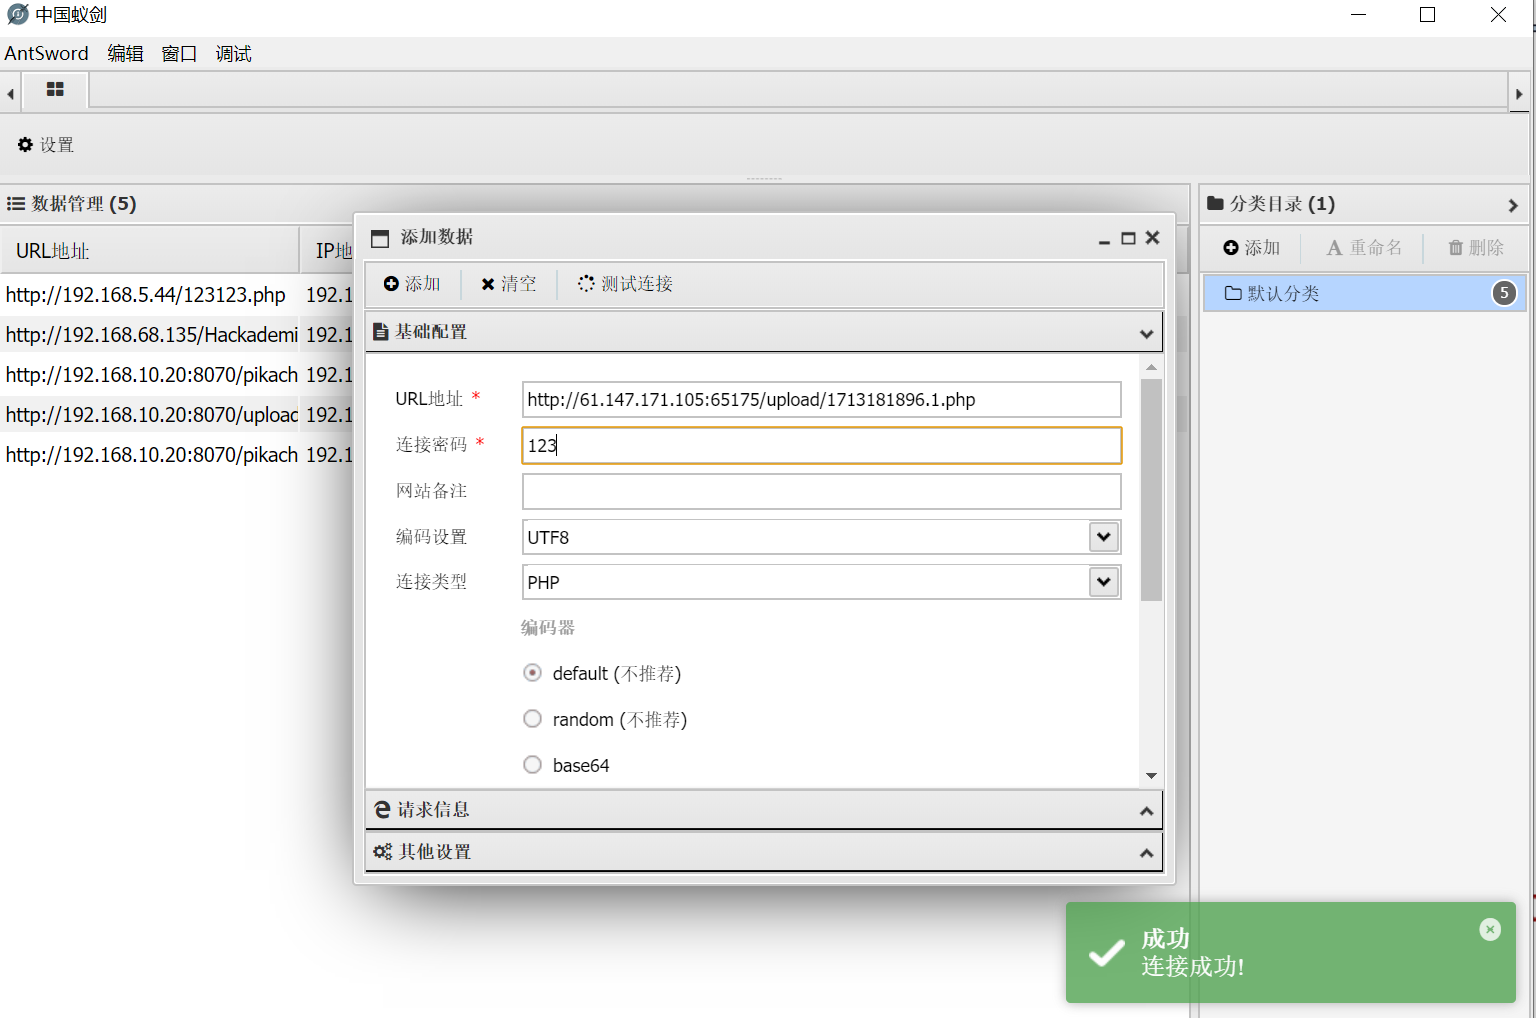 中国蚁剑
AntSword 编辑 窗口 调试
设置
数据管理 (5)
URL地址 IP地
http://192.168.5.44/123123.php 192.1
http://192.168.68.135/Hackademi 192.1
http://192.168.10.20:8070/pikach 192.1
http://192.168.10.20:8070/upload 192.1
http://192.168.10.20:8070/pikach 192.1
添加数据
添加 清空 测试连接
基础配置
URL地址 * http://61.147.171.105:65175/upload/1713181896.1.php
连接密码 * 123
网站备注
编码设置 UTF8
连接类型 PHP
编码器
default (不推荐)
random (不推荐)
base64
请求信息
其他设置
分类目录 (1)
添加 A 重命名 删除
默认分类 5
成功
连接成功!